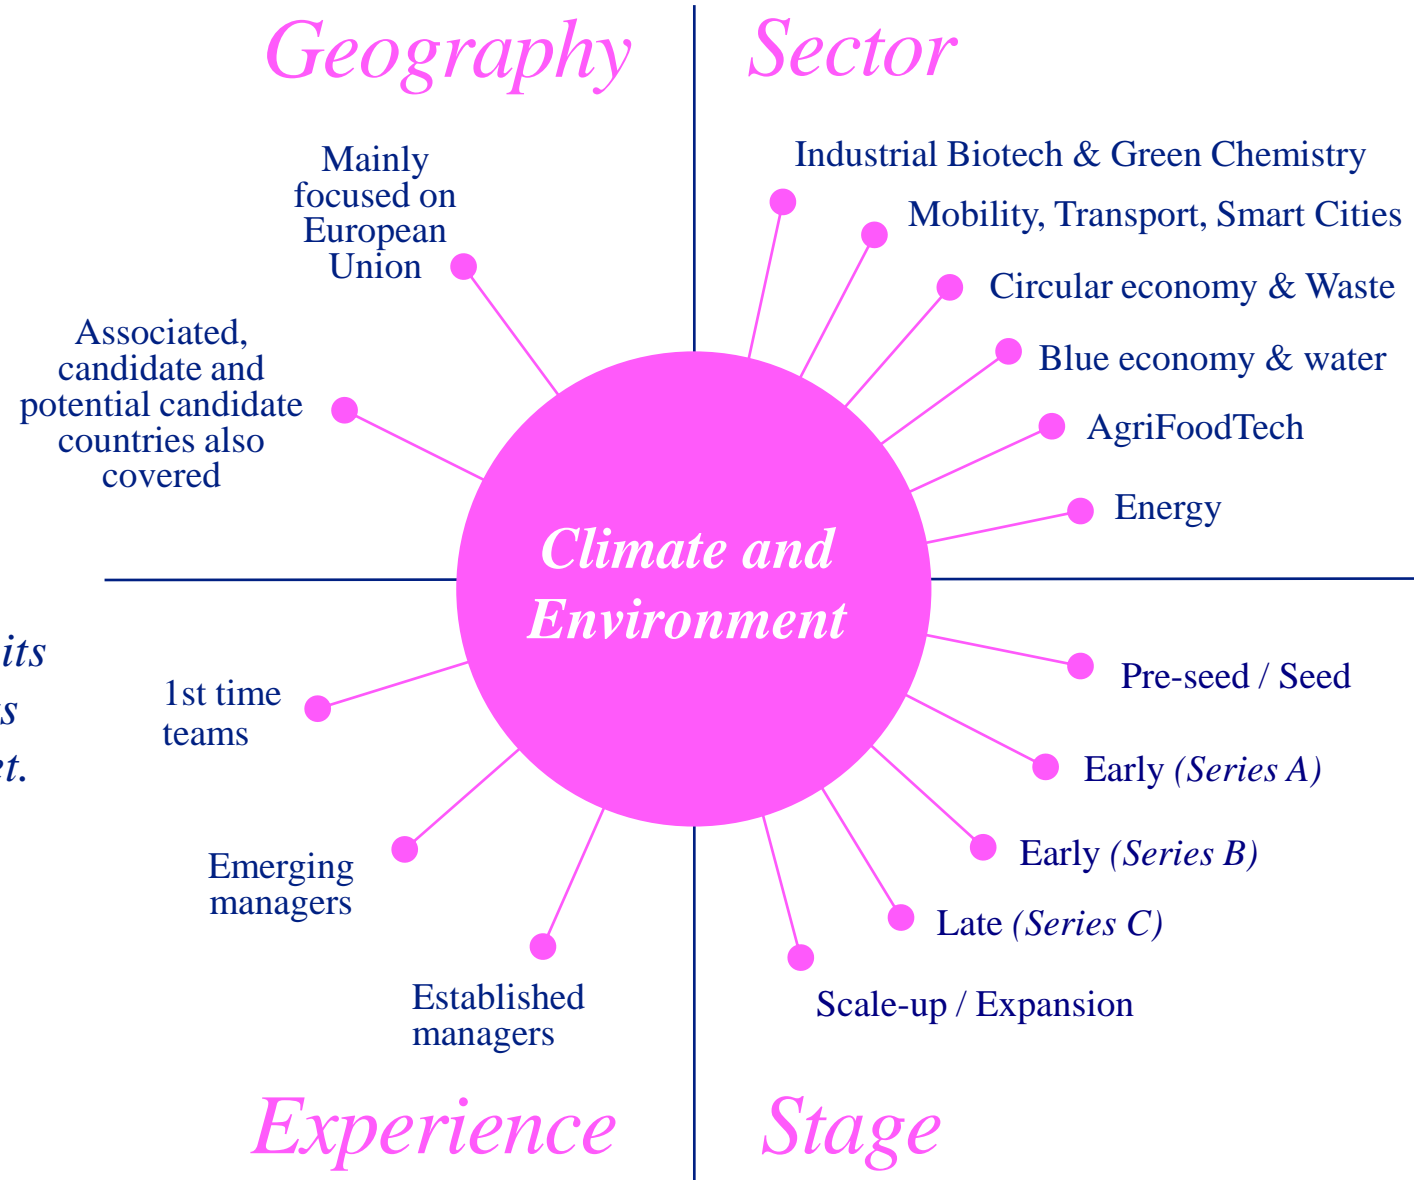 Geography
Mainly
focused on
European
Union
Associated,
candidate and
potential candidate
countries also
covered
Sector
Industrial Biotech & Green Chemistry
Mobility, Transport, Smart Cities
Circular economy & Waste
Blue economy & water
AgriFoodTech
Energy
Climate and
Environment
its
1st time
teams
Emerging
managers
Established
managers
Experience
Pre-seed / Seed
Early (Series A)
Early (Series B)
Late (Series C)
Scale-up / Expansion
Stage